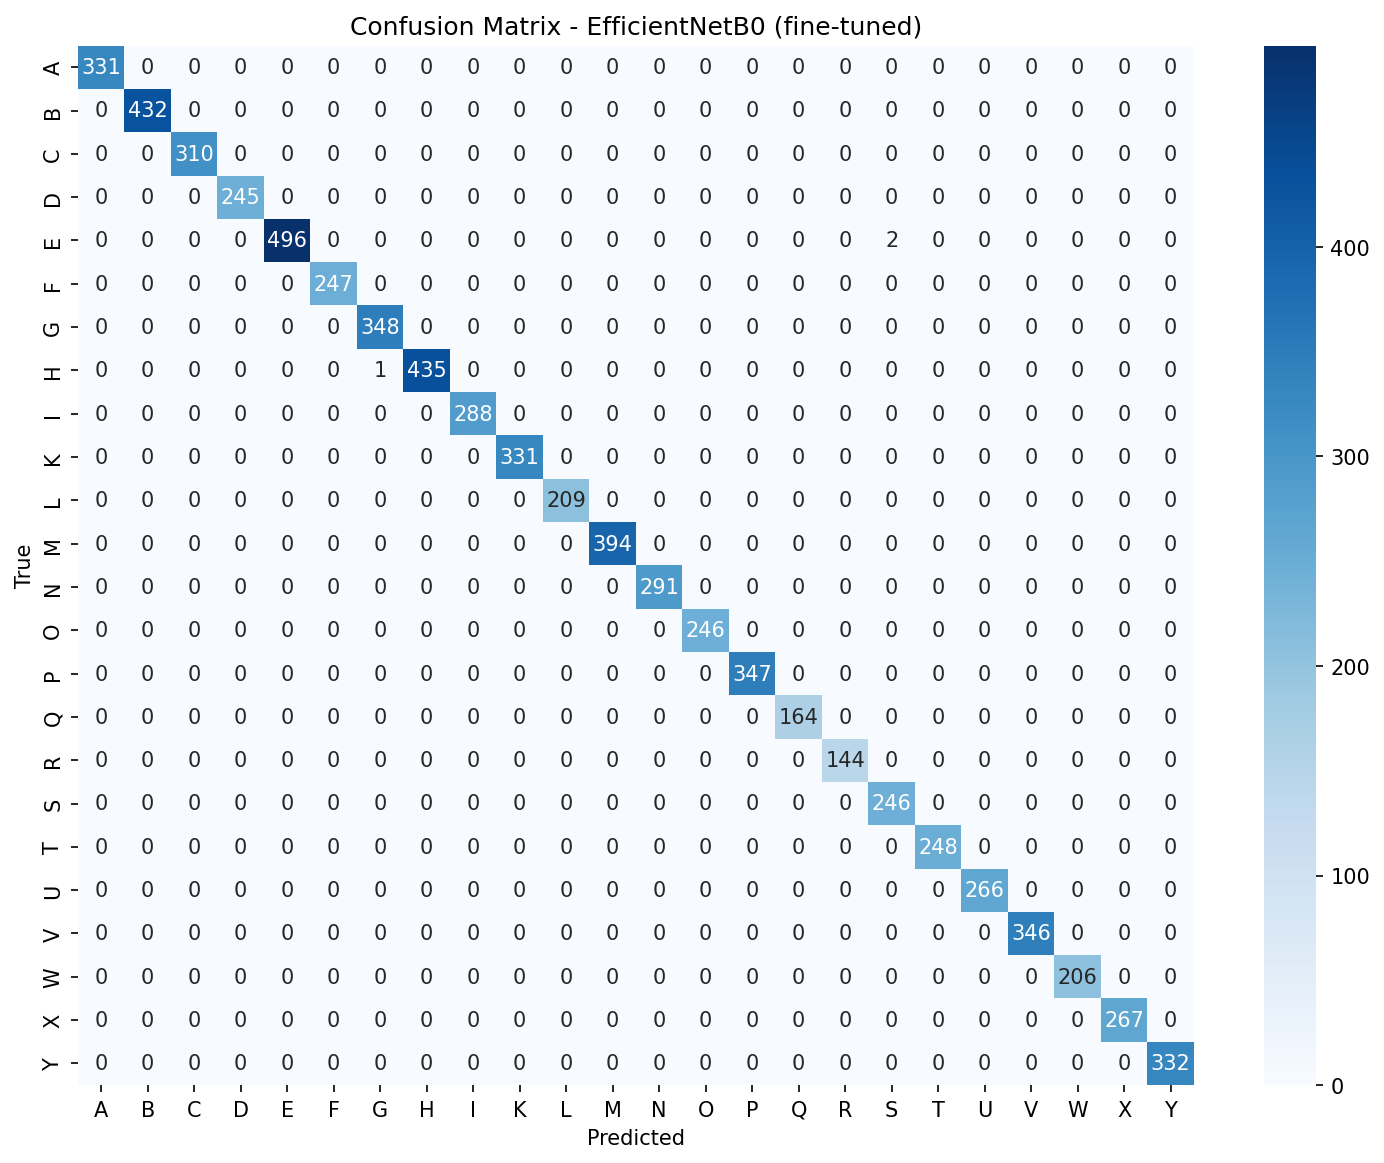 Confusion Matrix - EfficientNetB0 (fine-tuned)
A 331 0 0 0 0 0 0 0 0 0 0 0 0 0 0 0 0 0 0 0 0 0 0 0
B 0 432 0 0 0 0 0 0 0 0 0 0 0 0 0 0 0 0 0 0 0 0 0 0
C 0 0 310 0 0 0 0 0 0 0 0 0 0 0 0 0 0 0 0 0 0 0 0 0
D 0 0 0 245 0 0 0 0 0 0 0 0 0 0 0 0 0 0 0 0 0 0 0 0
E 0 0 0 0 496 0 0 0 0 0 0 0 0 0 0 0 0 2 0 0 0 0 0 0
F 0 0 0 0 0 247 0 0 0 0 0 0 0 0 0 0 0 0 0 0 0 0 0 0
G 0 0 0 0 0 0 348 0 0 0 0 0 0 0 0 0 0 0 0 0 0 0 0 0
H 0 0 0 0 0 0 1 435 0 0 0 0 0 0 0 0 0 0 0 0 0 0 0 0
I 0 0 0 0 0 0 0 0 288 0 0 0 0 0 0 0 0 0 0 0 0 0 0 0
K 0 0 0 0 0 0 0 0 0 331 0 0 0 0 0 0 0 0 0 0 0 0 0 0
L 0 0 0 0 0 0 0 0 0 0 209 0 0 0 0 0 0 0 0 0 0 0 0 0
M 0 0 0 0 0 0 0 0 0 0 0 394 0 0 0 0 0 0 0 0 0 0 0 0
N 0 0 0 0 0 0 0 0 0 0 0 0 291 0 0 0 0 0 0 0 0 0 0 0
O 0 0 0 0 0 0 0 0 0 0 0 0 0 246 0 0 0 0 0 0 0 0 0 0
P 0 0 0 0 0 0 0 0 0 0 0 0 0 0 347 0 0 0 0 0 0 0 0 0
Q 0 0 0 0 0 0 0 0 0 0 0 0 0 0 0 164 0 0 0 0 0 0 0 0
R 0 0 0 0 0 0 0 0 0 0 0 0 0 0 0 0 144 0 0 0 0 0 0 0
S 0 0 0 0 0 0 0 0 0 0 0 0 0 0 0 0 0 246 0 0 0 0 0 0
T 0 0 0 0 0 0 0 0 0 0 0 0 0 0 0 0 0 0 248 0 0 0 0 0
U 0 0 0 0 0 0 0 0 0 0 0 0 0 0 0 0 0 0 0 266 0 0 0 0
V 0 0 0 0 0 0 0 0 0 0 0 0 0 0 0 0 0 0 0 0 346 0 0 0
W 0 0 0 0 0 0 0 0 0 0 0 0 0 0 0 0 0 0 0 0 0 206 0 0
X 0 0 0 0 0 0 0 0 0 0 0 0 0 0 0 0 0 0 0 0 0 0 267 0
Y 0 0 0 0 0 0 0 0 0 0 0 0 0 0 0 0 0 0 0 0 0 0 0 332
A B C D E F G H I K L M N O P Q R S T U V W X Y
Predicted
True
400
300
200
100
0